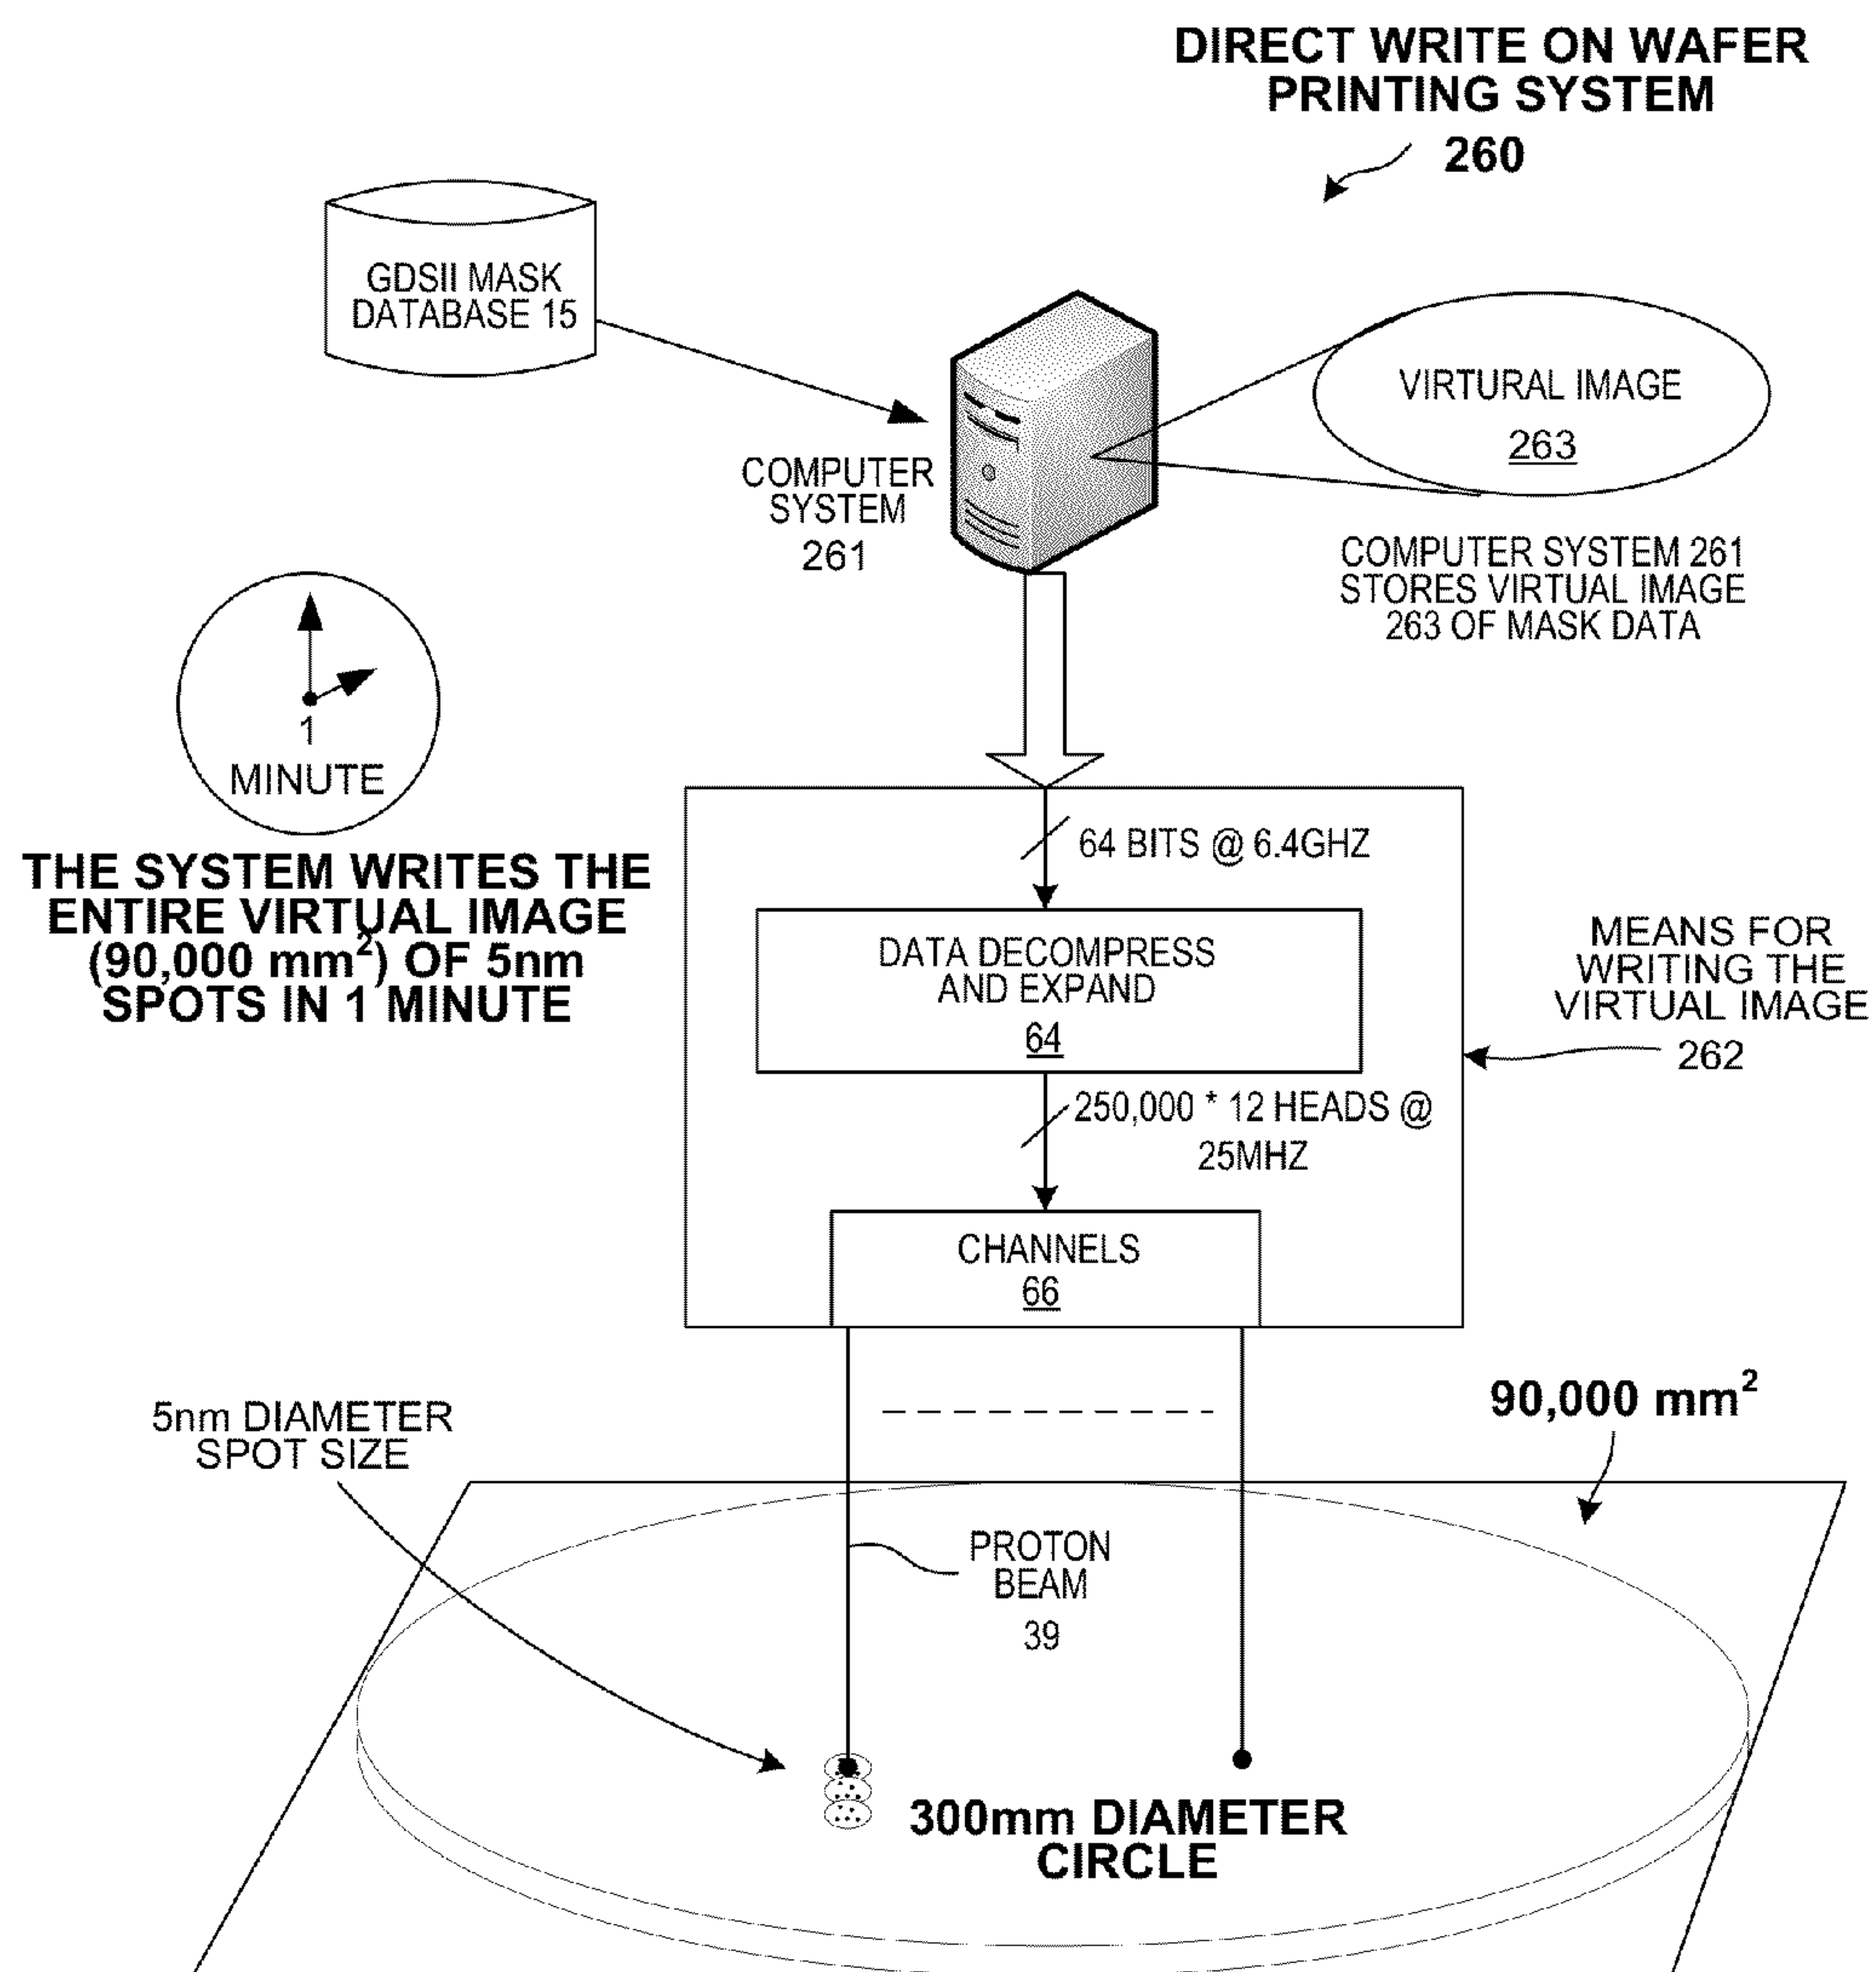 DIRECT WRITE ON WAFER
PRINTING SYSTEM
260
GDSII MASK
DATABASE 15
VIRTURAL IMAGE
263
COMPUTER
SYSTEM
261
COMPUTER SYSTEM 261
STORES VIRTUAL IMAGE
263 OF MASK DATA
1
MINUTE
THE SYSTEM WRITES THE
ENTIRE VIRTUAL IMAGE
(90,000 mm²) OF 5nm
SPOTS IN 1 MINUTE
64 BITS @ 6.4GHZ
DATA DECOMPRESS
AND EXPAND
64
MEANS FOR
WRITING THE
VIRTUAL IMAGE
262
250,000 * 12 HEADS @
25MHZ
CHANNELS
66
5nm DIAMETER
SPOT SIZE
90,000 mm²
PROTON
BEAM
39
300mm DIAMETER
CIRCLE